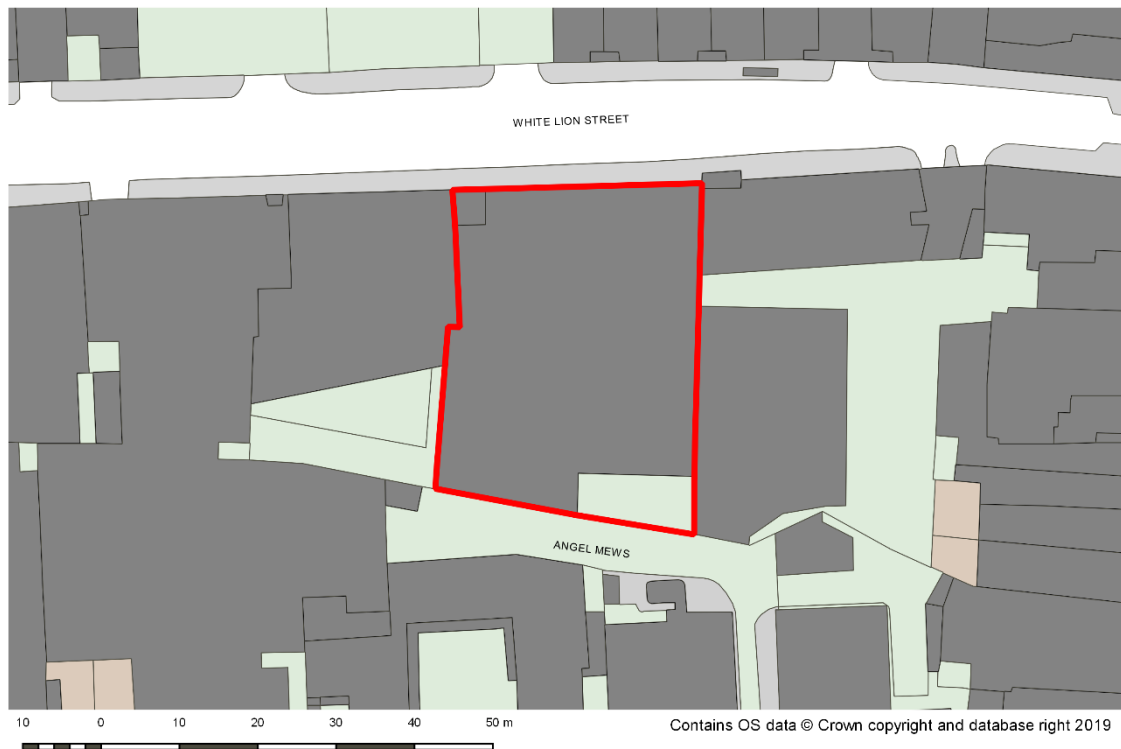 WHITE LION STREET
ANGEL MEWS
10 0 10 20 30 40 50 m
Contains OS data © Crown copyright and database right 2019